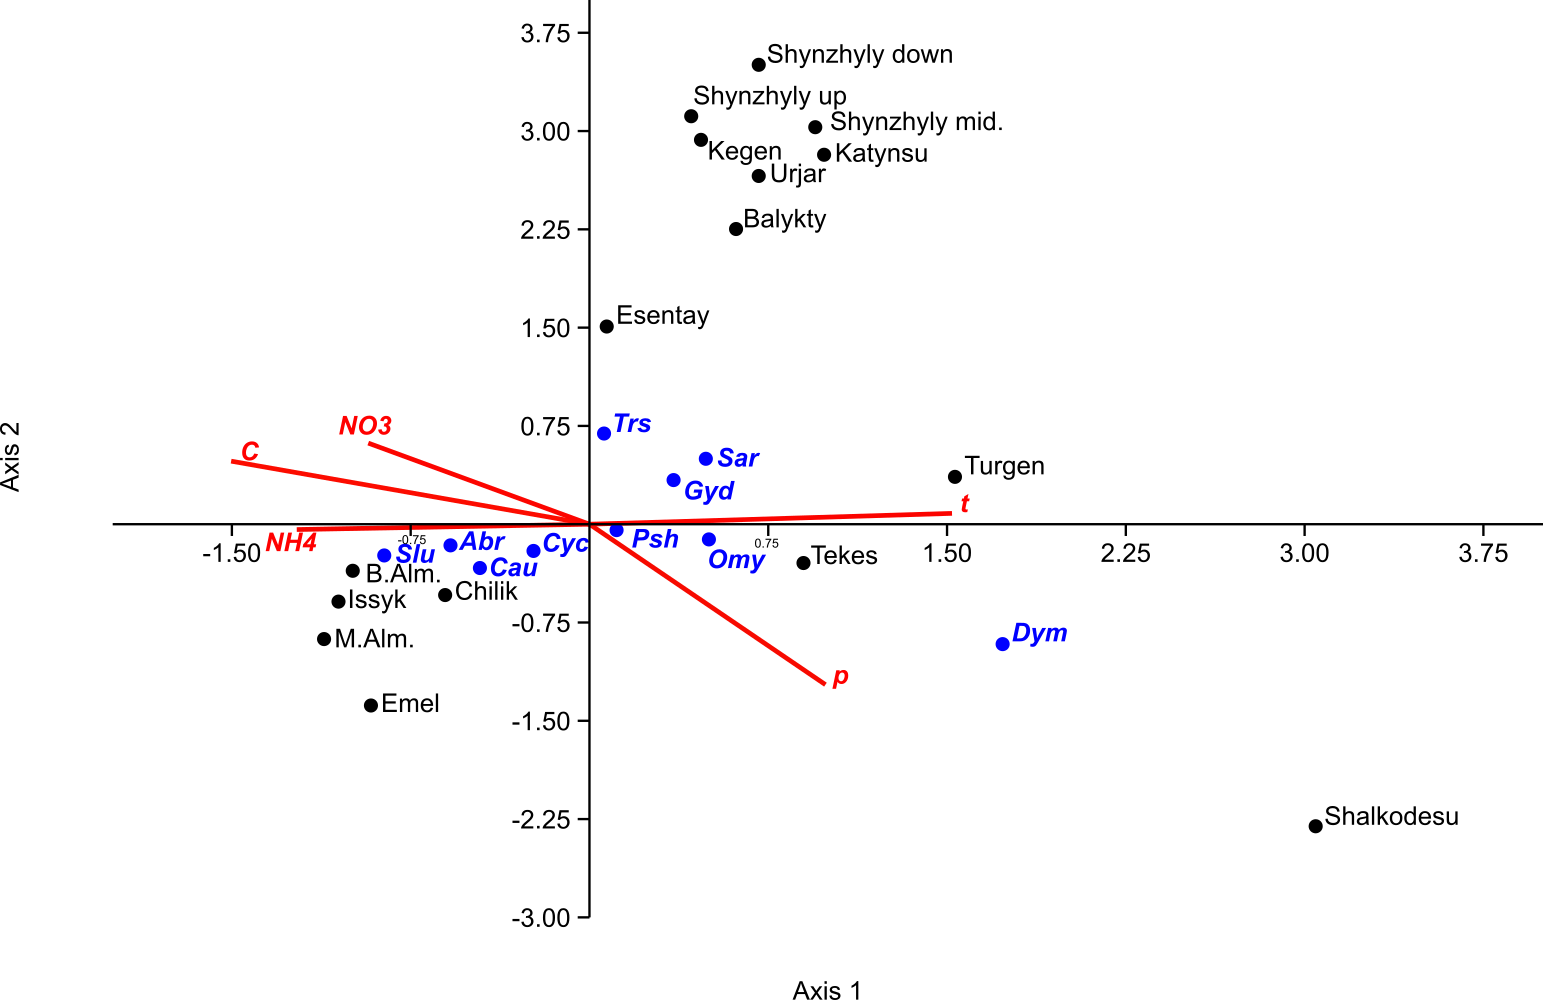 3.75
Shynzhyly down
Shynzhyly up
Shynzhyly mid.
3.00
Kegen
Katynsu
Urjar
2.25
Balykty
Esentay
1.50
NO3
0.75
Trs
C
Axis 2
Sar
Turgen
Gyd
t
NH4
-1.50
-0.75
Slu
Abr
Cyc
Psh
0.75
Omy
Tekes
1.50
2.25
3.00
3.75
B.Alm.
Cau
Issyk
Chilik
-0.75
M.Alm.
Dym
p
Emel
-1.50
-2.25
Shalkodesu
-3.00
Axis 1